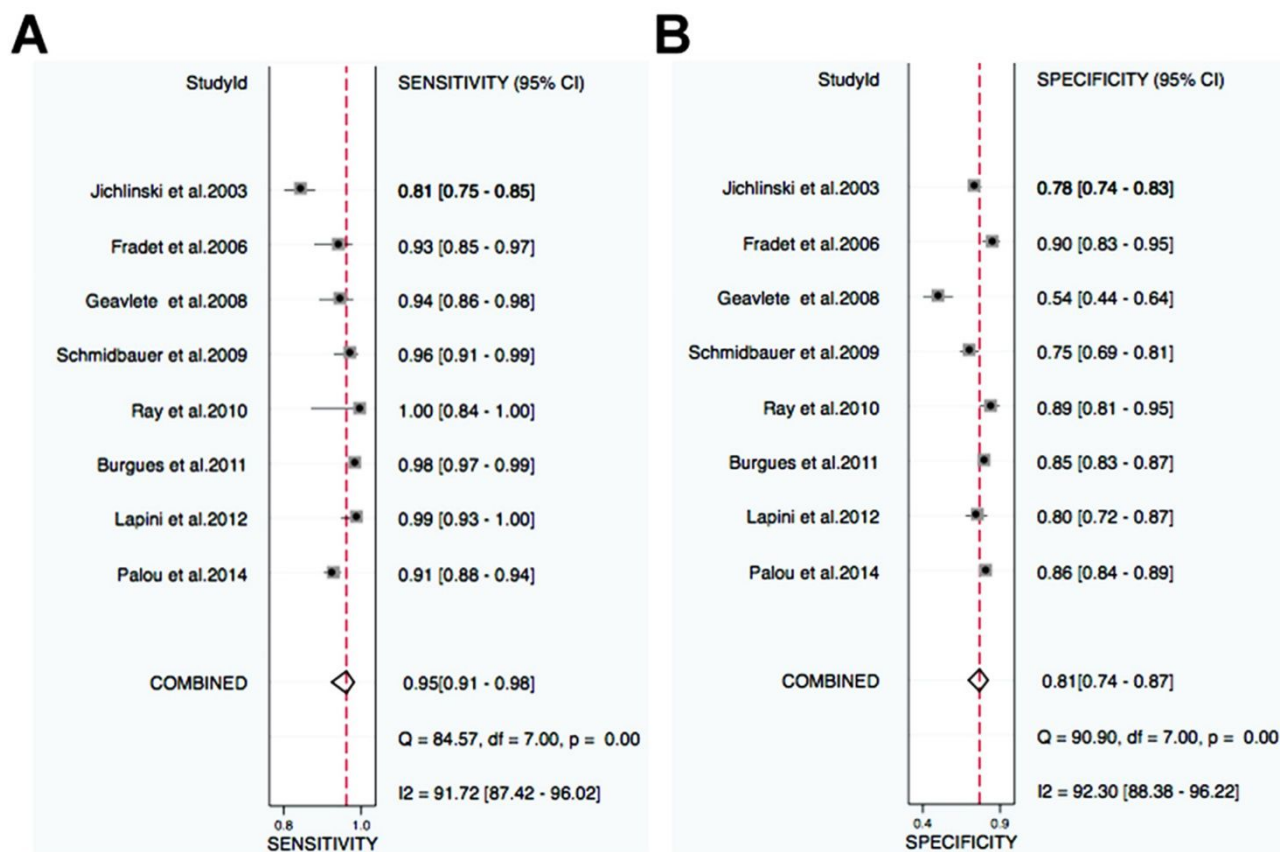 A
StudyId SENSITIVITY (95% CI)
Jichlinski et al.2003 0.81 [0.75 - 0.85]
Fradet et al.2006 0.93 [0.85 - 0.97]
Geavlete et al.2008 0.94 [0.86 - 0.98]
Schmidbauer et al.2009 0.96 [0.91 - 0.99]
Ray et al.2010 1.00 [0.84 - 1.00]
Burgues et al.2011 0.98 [0.97 - 0.99]
Lapini et al.2012 0.99 [0.93 - 1.00]
Palou et al.2014 0.91 [0.88 - 0.94]
COMBINED 0.95[0.91 - 0.98]
Q = 84.57, df = 7.00, p = 0.00
I2 = 91.72 [87.42 - 96.02]
0.8 1.0
SENSITIVITY
B
StudyId SPECIFICITY (95% CI)
Jichlinski et al.2003 0.78 [0.74 - 0.83]
Fradet et al.2006 0.90 [0.83 - 0.95]
Geavlete et al.2008 0.54 [0.44 - 0.64]
Schmidbauer et al.2009 0.75 [0.69 - 0.81]
Ray et al.2010 0.89 [0.81 - 0.95]
Burgues et al.2011 0.85 [0.83 - 0.87]
Lapini et al.2012 0.80 [0.72 - 0.87]
Palou et al.2014 0.86 [0.84 - 0.89]
COMBINED 0.81[0.74 - 0.87]
Q = 90.90, df = 7.00, p = 0.00
I2 = 92.30 [88.38 - 96.22]
0.4 0.9
SPECIFICITY